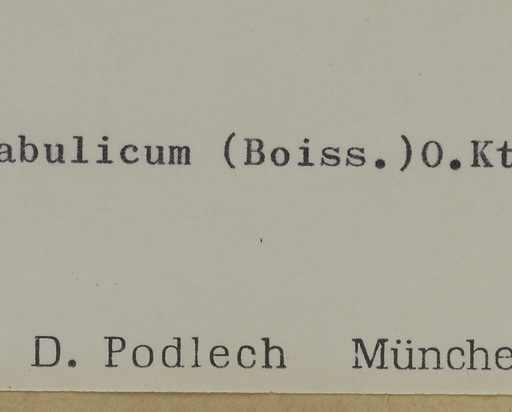 abulicum (Boiss.)O.Kt
D. Podlech Münche